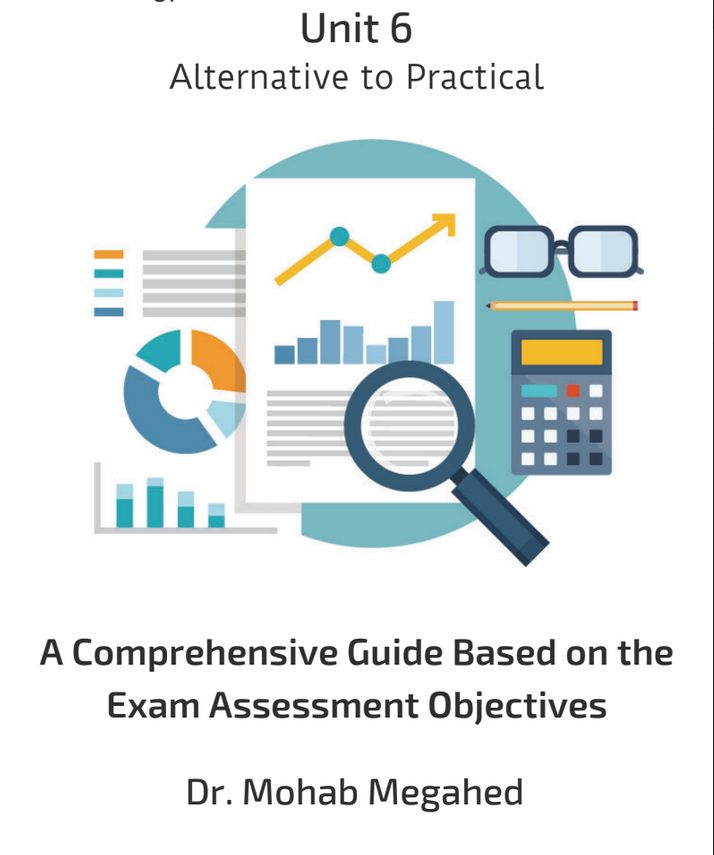 Unit 6
Alternative to Practical
A Comprehensive Guide Based on the
Exam Assessment Objectives
Dr. Mohab Megahed